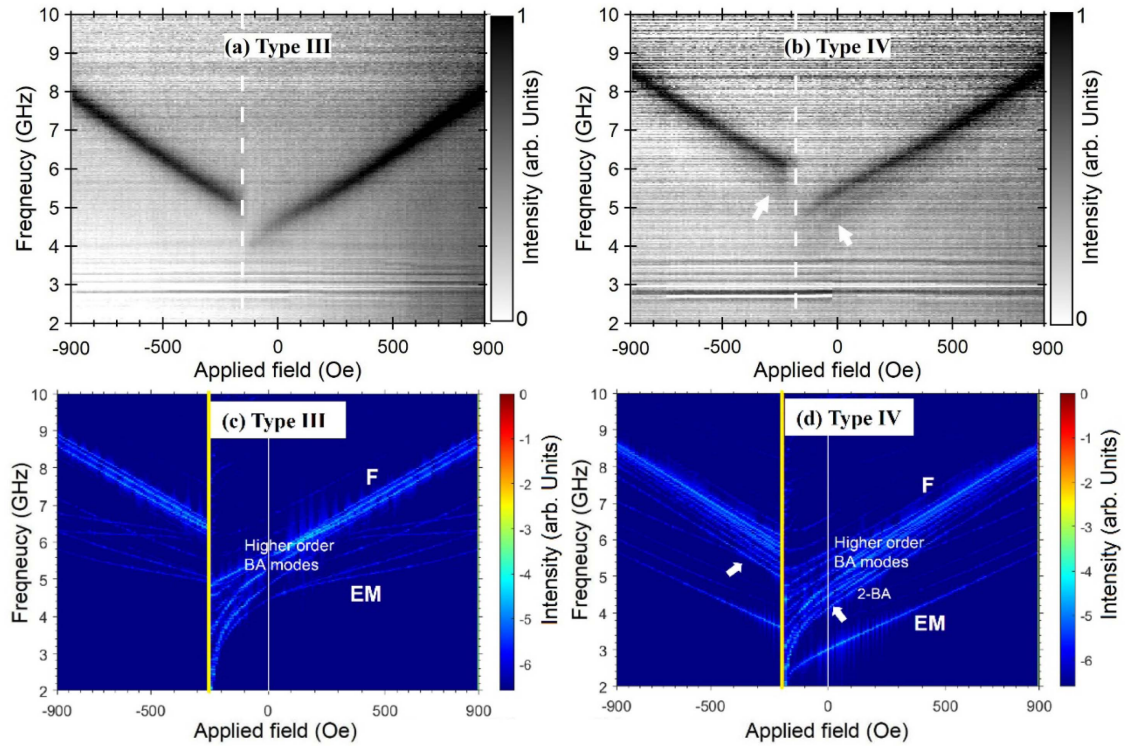 (a) Type III
Freqneucy (GHz)
10
9
8
7
6
5
4
3
2
-900
-500
0
500
900
Applied field (Oe)
1
0
Intensity (arb. Units)
(b) Type IV
Freqneucy (GHz)
10
9
8
7
6
5
4
3
2
-900
-500
0
500
900
Applied field (Oe)
1
0
Intensity (arb. Units)
(c) Type III
F
Higher order
BA modes
EM
Freqneucy (GHz)
10
9
8
7
6
5
4
3
2
-900
-500
0
500
900
Applied field (Oe)
0
-1
-2
-3
-4
-5
-6
Intensity (arb. Units)
(d) Type IV
F
Higher order
BA modes
2-BA
EM
Freqneucy (GHz)
10
9
8
7
6
5
4
3
2
-900
-500
0
500
900
Applied field (Oe)
0
-1
-2
-3
-4
-5
-6
Intensity (arb. Units)